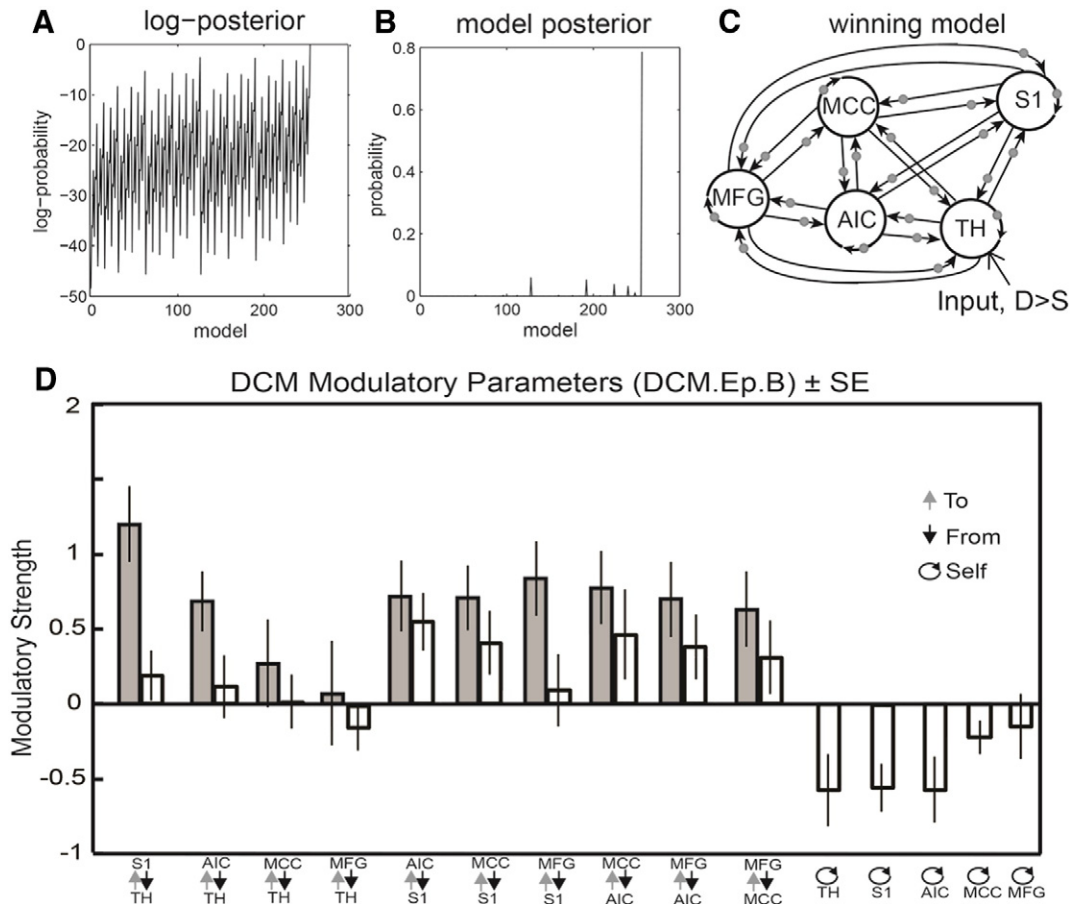 A
log-posterior
0
-10
-20
-30
-40
-50
log-probability
0
100
200
300
model
B
model posterior
0.8
0.6
0.4
0.2
0
probability
100
200
300
model
C
winning model
MCC
S1
MFG
AIC
TH
Input, D>S
D
DCM Modulatory Parameters (DCM.Ep.B) ± SE
2
1
0.5
0
-0.5
-1
Modulatory Strength
To
From
Self
S1 AIC MCC MFG AIC MCC MFG MCC MFG MFG
TH TH TH TH S1 S1 S1 AIC AIC MCC
TH S1 AIC MCC MFG